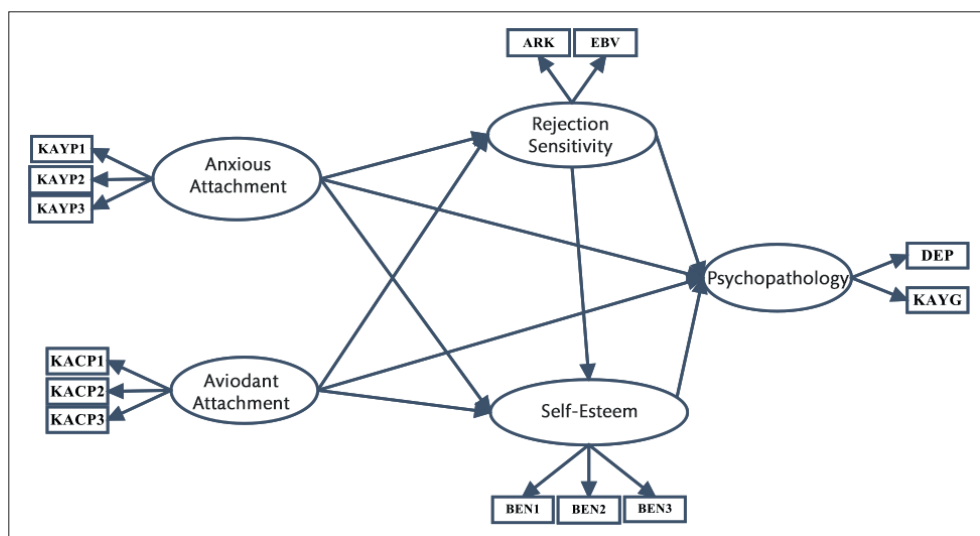 ARK
EBV
Rejection
Sensitivity
KAYP1
KAYP2
KAYP3
Anxious
Attachment
Psychopathology
DEP
KAYG
KACP1
KACP2
KACP3
Aviodant
Attachment
Self-Esteem
BEN1
BEN2
BEN3